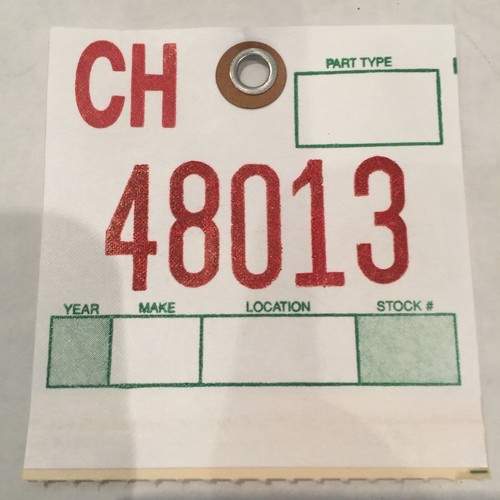 CH
PART TYPE
48013
YEAR MAKE LOCATION STOCK #